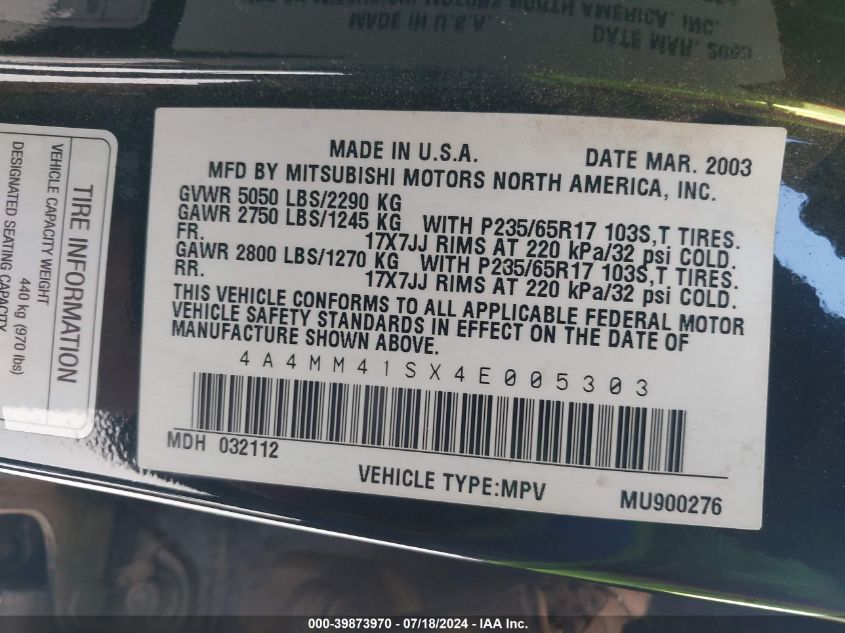 MADE IN U.S.A. DATE MAR. 2003
MFD BY MITSUBISHI MOTORS NORTH AMERICA, INC.
GVWR 5050 LBS/2290 KG
GAWR 2750 LBS/1245 KG WITH P235/65R17 103S,T TIRES.
FR. 17X7JJ RIMS AT 220 kPa/32 psi COLD.
GAWR 2800 LBS/1270 KG WITH P235/65R17 103S,T TIRES.
RR. 17X7JJ RIMS AT 220 kPa/32 psi COLD.
THIS VEHICLE CONFORMS TO ALL APPLICABLE FEDERAL MOTOR
VEHICLE SAFETY STANDARDS IN EFFECT ON THE DATE OF
MANUFACTURE SHOWN ABOVE.
4A4MM41SX4E005303
MDH 032112
VEHICLE TYPE:MPV
MU900276
TIRE INFORMATION
VEHICLE CAPACITY WEIGHT
440 kg (970 lbs)
DESIGNATED SEATING CAPACITY
000-39873970 / 07/18/2024 - IAA Inc.